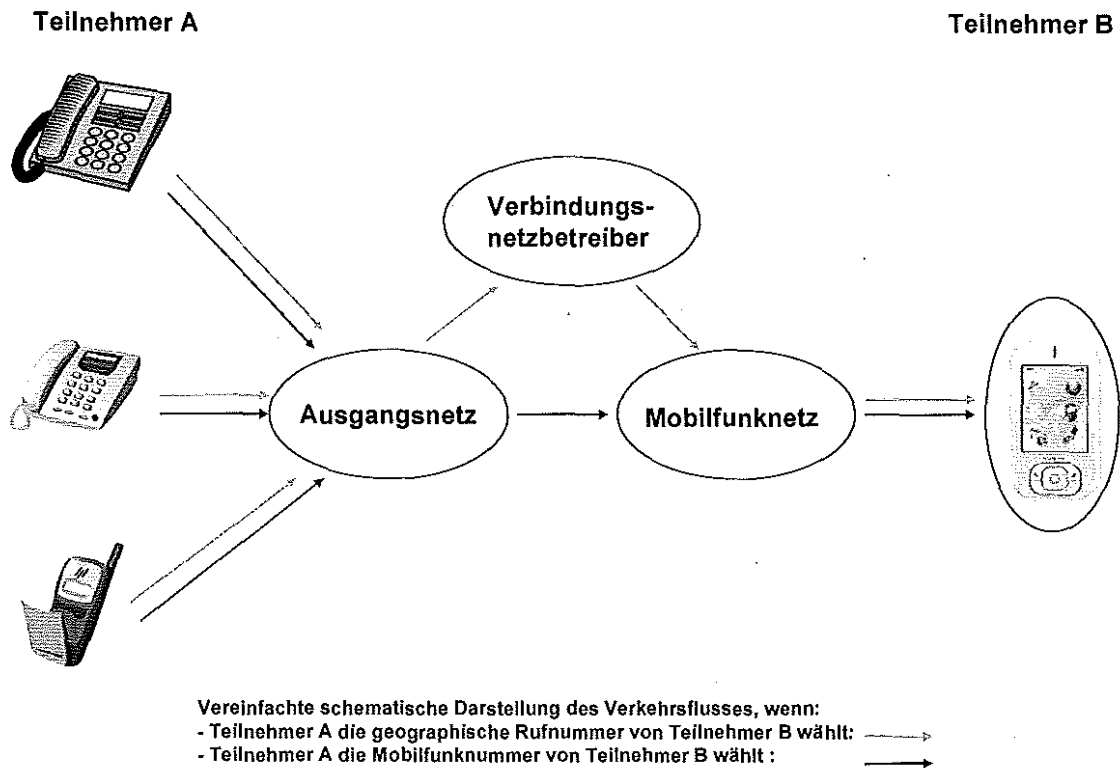 Teilnehmer A
Teilnehmer B
Verbindungs-
netzbetreiber
Ausgangsnetz
Mobilfunknetz
Vereinfachte schematische Darstellung des Verkehrsflusses, wenn:
- Teilnehmer A die geographische Rufnummer von Teilnehmer B wählt:
- Teilnehmer A die Mobilfunknummer von Teilnehmer B wählt :